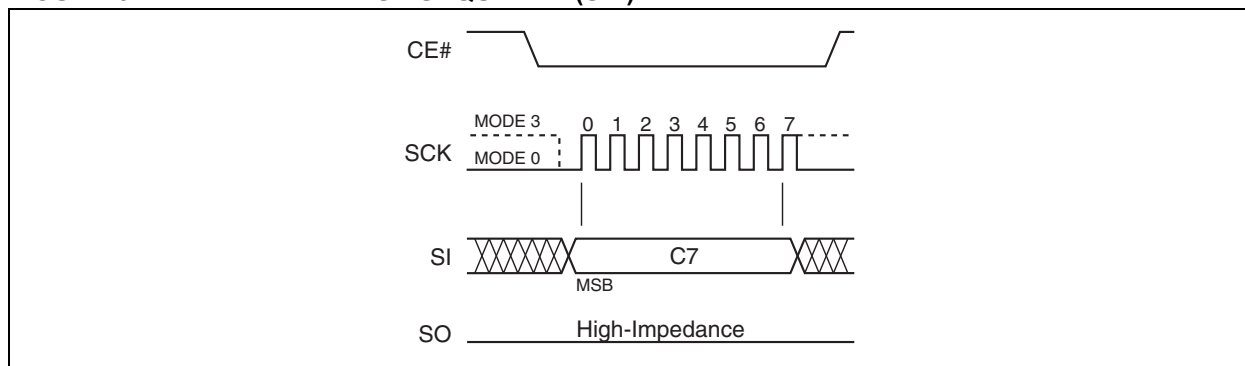 CE#
MODE 3
0 1 2 3 4 5 6 7
SCK
MODE 0
SI
C7
MSB
SO
High-Impedance